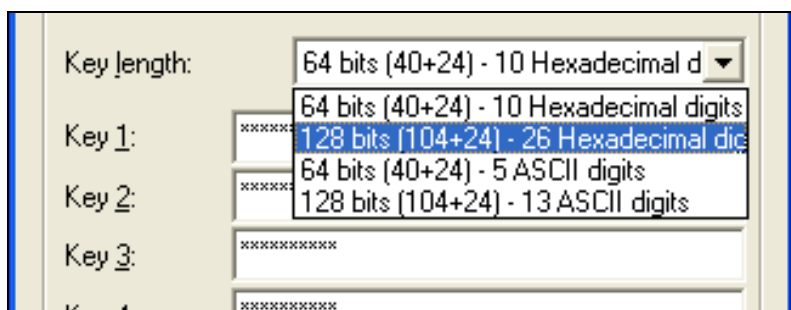 Key length: 64 bits (40+24) - 10 Hexadecimal d
64 bits (40+24) - 10 Hexadecimal digits
Key 1: ****** 128 bits (104+24) - 26 Hexadecimal dig
64 bits (40+24) - 5 ASCII digits
Key 2: ****** 128 bits (104+24) - 13 ASCII digits
Key 3: **********
**********